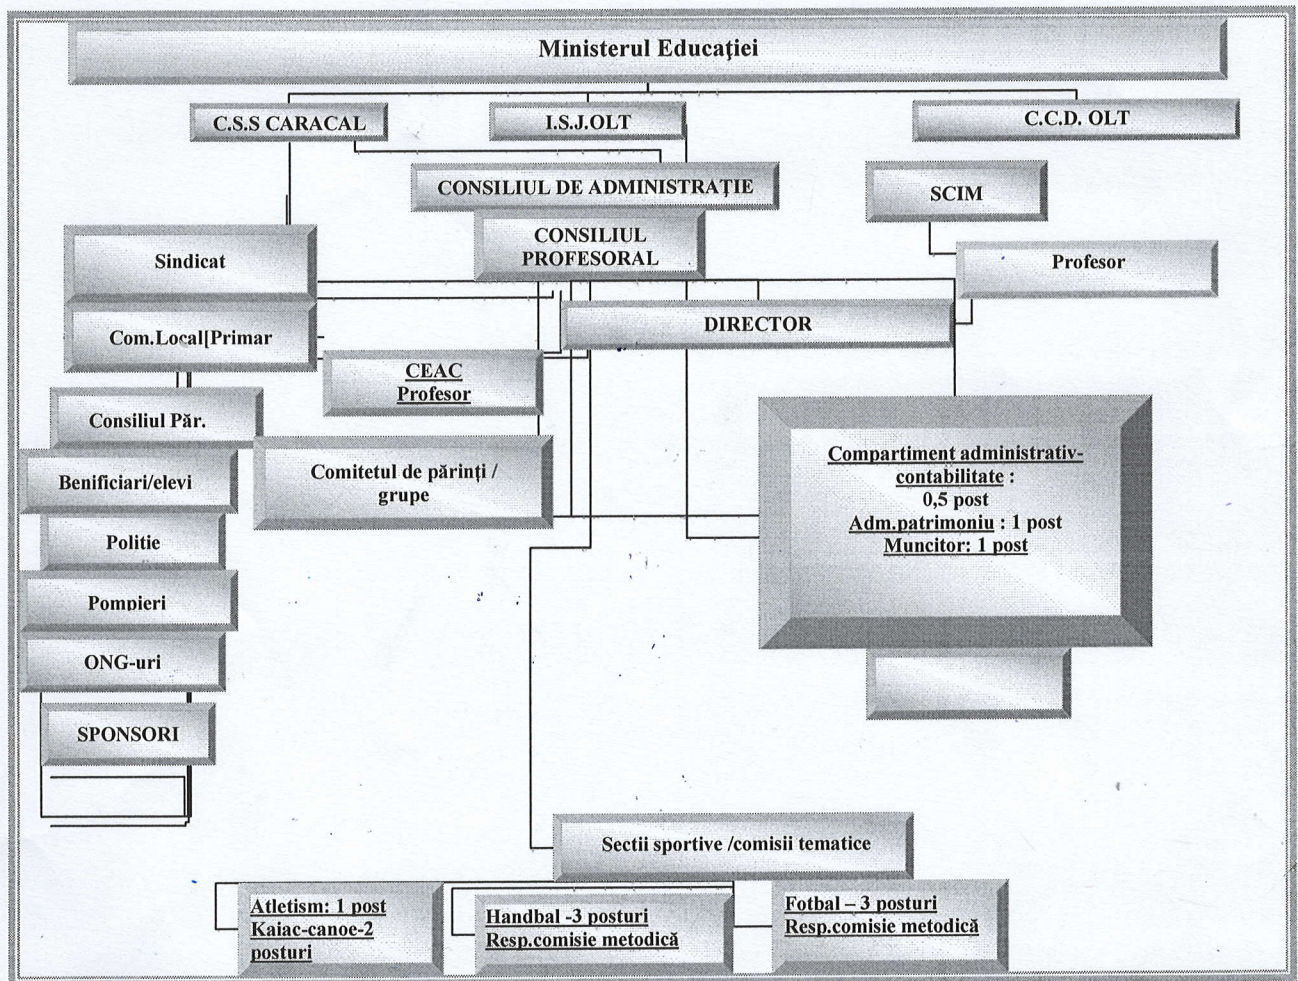 Ministerul Educaţiei
C.S.S CARACAL
I.S.J.OLT
C.C.D. OLT
CONSILIUL DE ADMINISTRAŢIE
SCIM
CONSILIUL
PROFESORAL
Sindicat
Profesor
Com.Local[Primar
DIRECTOR
CEAC
Profesor
Consiliul Păr.
Comitetul de părinţi /
grupe
Benificiari/elevi
Politie
Pompieri
ONG-uri
SPONSORI
Compartiment administrativ-
contabilitate :
0,5 post
Adm.patrimoniu : 1 post
Muncitor: 1 post
Sectii sportive /comisii tematice
Atletism: 1 post
Kaiac-canoe-2
posturi
Handbal -3 posturi
Resp.comisie metodică
Fotbal – 3 posturi
Resp.comisie metodică